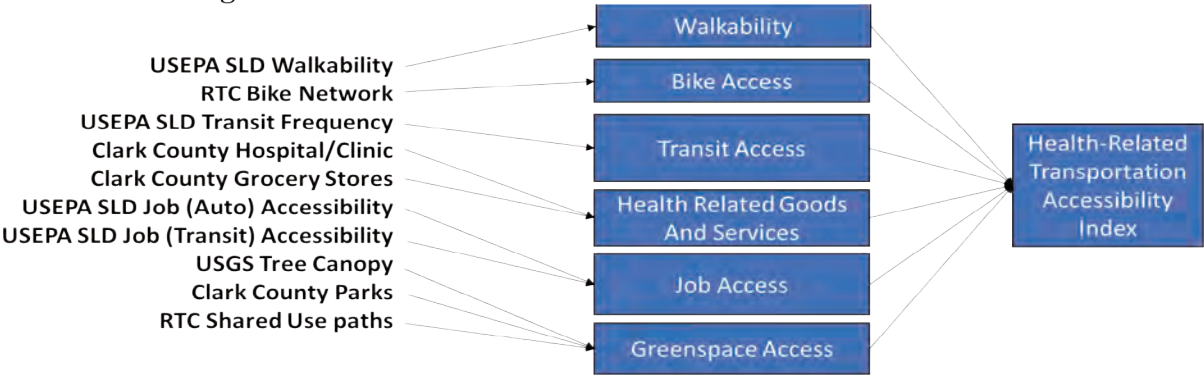 USEPA SLD Walkability
RTC Bike Network
USEPA SLD Transit Frequency
Clark County Hospital/Clinic
Clark County Grocery Stores
USEPA SLD Job (Auto) Accessibility
USEPA SLD Job (Transit) Accessibility
USGS Tree Canopy
Clark County Parks
RTC Shared Use paths
Walkability
Bike Access
Transit Access
Health Related Goods
And Services
Job Access
Greenspace Access
Health-Related
Transportation
Accessibility
Index